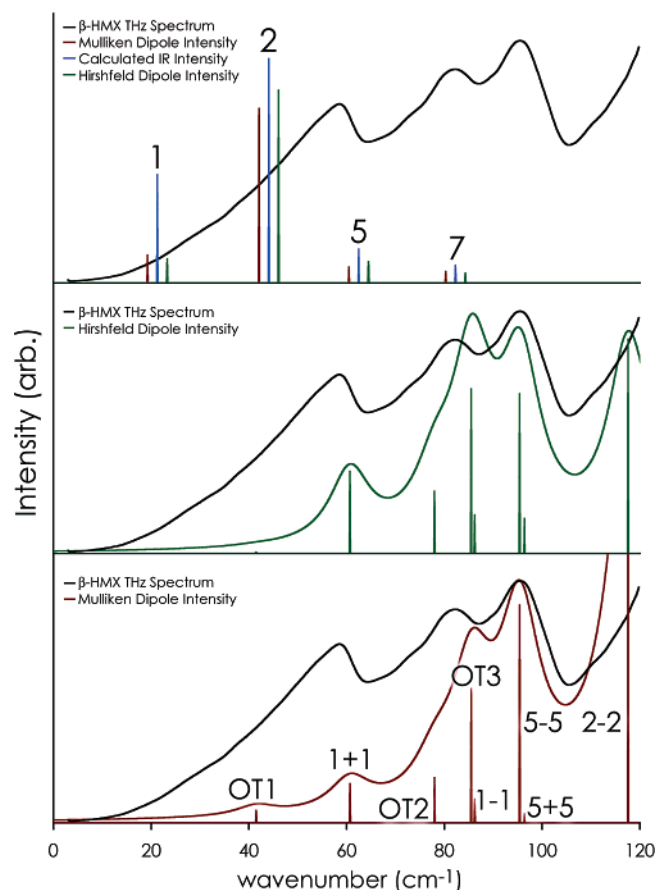 β-HMX THz Spectrum
Mulliken Dipole Intensity
Calculated IR Intensity
Hirshfeld Dipole Intensity
1
2
5
7
β-HMX THz Spectrum
Hirshfeld Dipole Intensity
Intensity (arb.)
β-HMX THz Spectrum
Mulliken Dipole Intensity
OT1
1+1
OT2
OT3
1-1
5-5
5+5
2-2
0 20 40 60 80 100 120
wavenumber (cm-1)